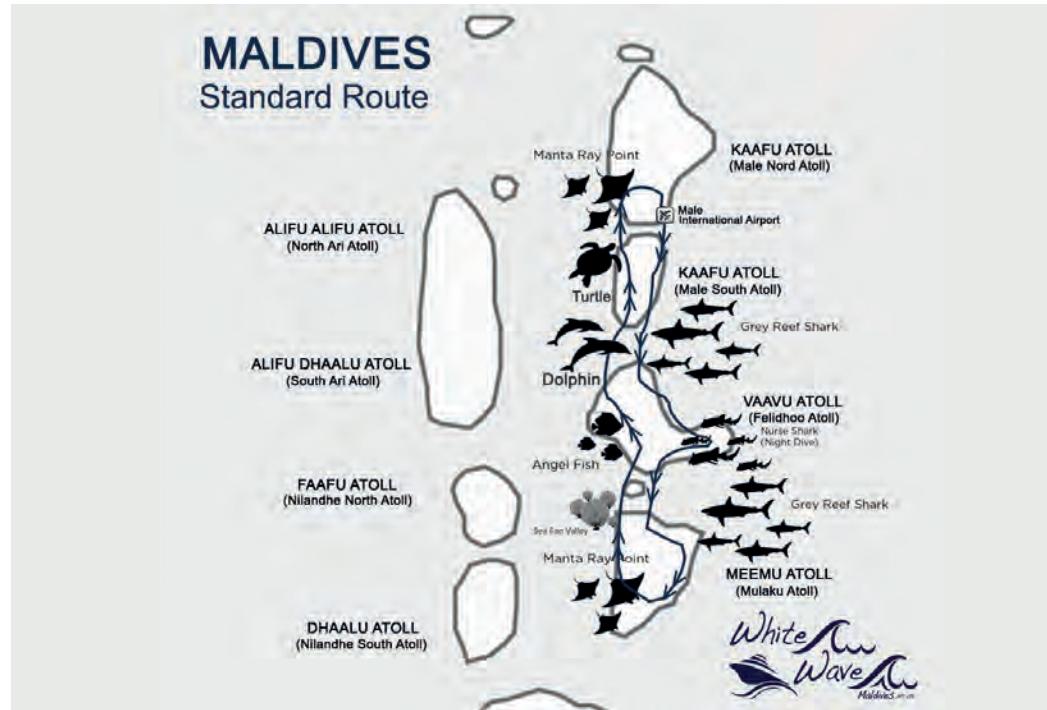 MALDIVES
Standard Route
Manta Ray Point
KAAFU ATOLL
(Male Nord Atoll)
Male
International Airport
ALIFU ALIFU ATOLL
(North Ari Atoll)
KAAFU ATOLL
(Male South Atoll)
Turtle
Grey Reef Shark
ALIFU DHAALU ATOLL
(South Ari Atoll)
Dolphin
VAAVU ATOLL
(Felidhoo Atoll)
Nurse Shark
(Night Dive)
Angel Fish
FAAFU ATOLL
(Nilandhe North Atoll)
Grey Reef Shark
Sea Fan Valley
Manta Ray Point
MEEMU ATOLL
(Mulaku Atoll)
DHAALU ATOLL
(Nilandhe South Atoll)
White
Wave
Maldives